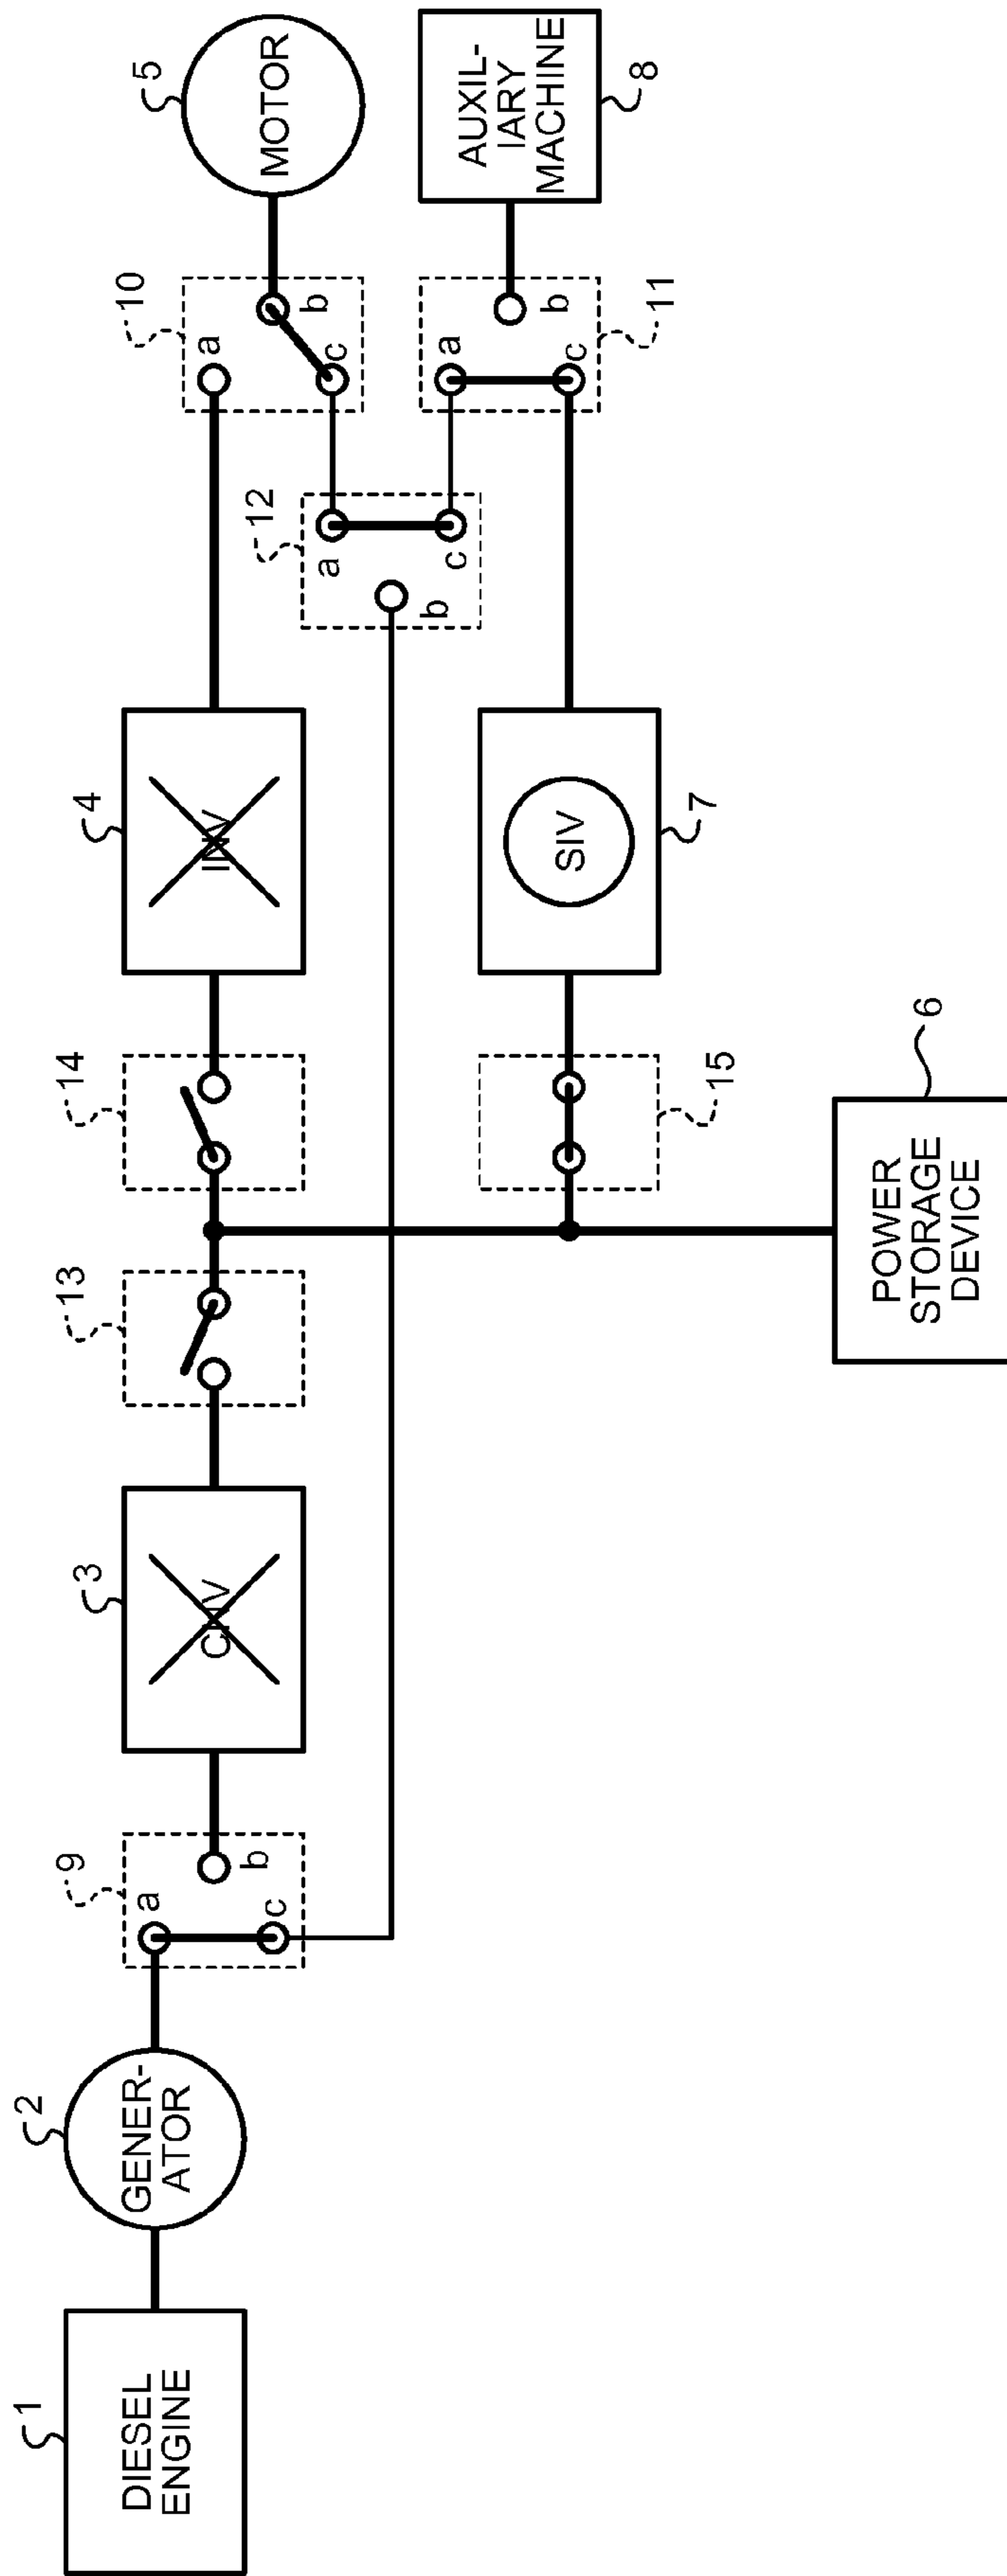 1
DIESEL
ENGINE
2
GENER-
ATOR
9
a
b
c
3
CNV
13
14
4
INV
10
a
b
c
5
MOTOR
12
a
b
c
11
a
b
c
8
AUXIL-
IARY
MACHINE
15
7
SIV
6
POWER
STORAGE
DEVICE